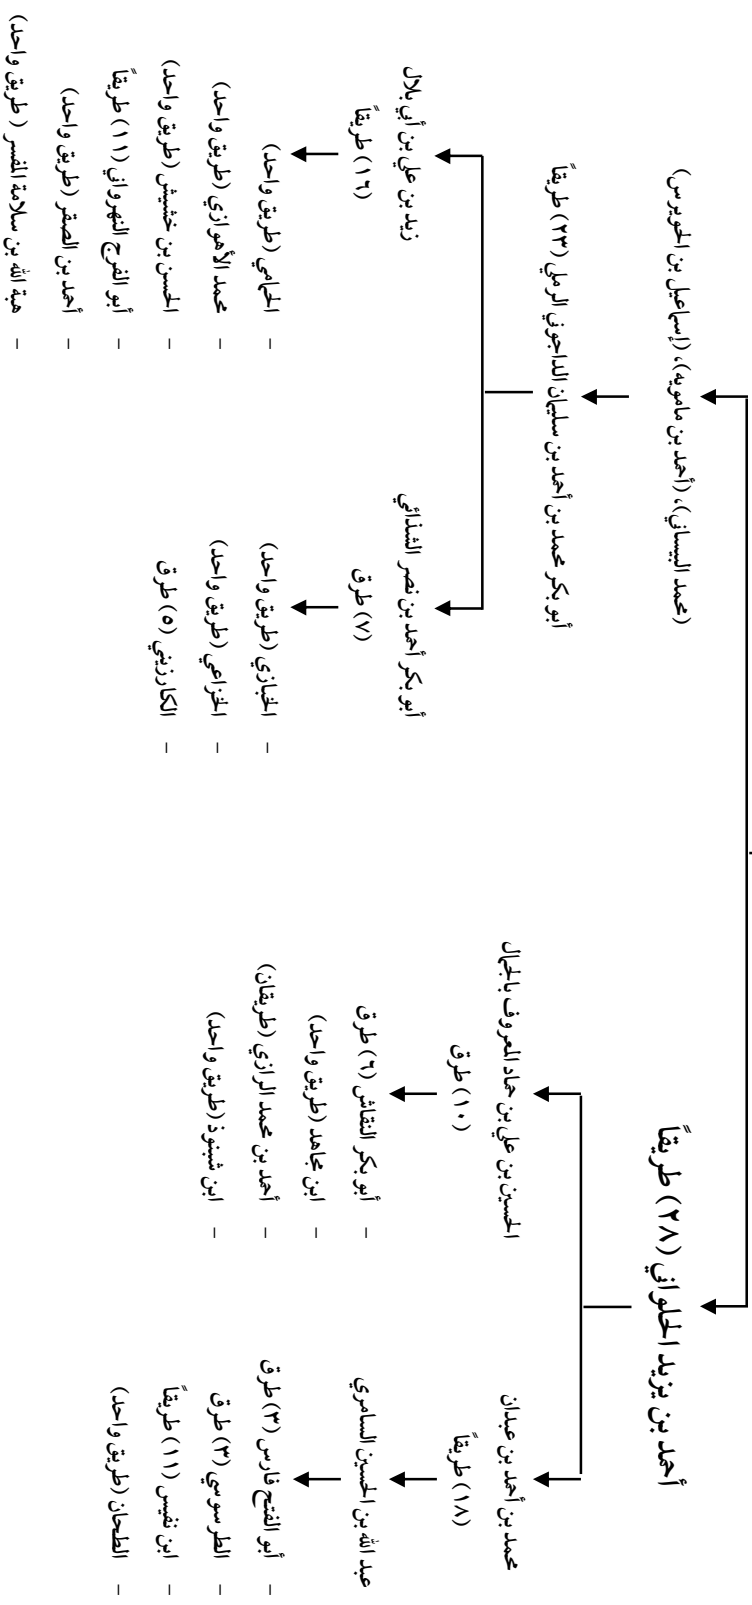 أحمد بن يزيد الحلواني (٢٨) طريقاً
محمد بن أحمد بن عبدان
(١٨) طريقاً
عبد الله بن الحسين السامري
أبو الفتح فارس (٣) طرق –
الطرسوسي (٣) طرق –
ابن نفيس (١١) طريقاً –
الطحان (طريق واحد) –
الحسين بن علي بن حماد المعروف بالجمال
(١٠) طرق
أبو بكر النقاش (٦) طرق –
ابن مجاهد (طريق واحد) –
أحمد بن محمد الرازي (طريقان) –
ابن شنبوذ (طريق واحد) –
(محمد البيساني)، (أحمد بن مامويه)، (إسماعيل بن الحويرس)
أبو بكر محمد بن أحمد بن سليمان الداجوني الرملي (٢٣) طريقاً
أبو بكر أحمد بن نصر الشذائي
(٧) طرق
الخبازي (طريق واحد) –
الخزاعي (طريق واحد) –
الكارزيني (٥) طرق –
زيد بن علي بن أبي بلال
(١٦) طريقاً
الحمامي (طريق واحد) –
محمد الأهوازي (طريق واحد) –
الحسن بن خشيش (طريق واحد) –
أبو الفرج النهرواني (١١) طريقاً –
أحمد بن الصقر (طريق واحد) –
هبة الله بن سلامة المفسر ( طريق واحد) –